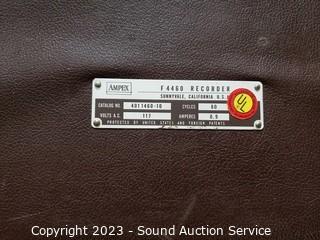 AMPEX F4460 RECORDER
SUNNYVALE, CALIFORNIA U.S.
CATALOG NO. 4011460-10 CYCLES 60
VOLTS A.C. 117 AMPERES 0.9
PROTECTED BY UNITED STATES AND FOREIGN PATENTS
UL
Copyright 2023 - Sound Auction Service